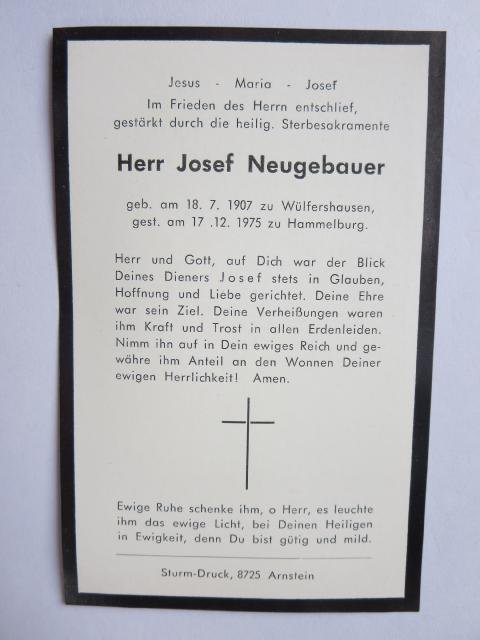 Jesus - Maria - Josef
Im Frieden des Herrn entschlief,
gestärkt durch die heilig. Sterbesakramente
Herr Josef Neugebauer
geb. am 18. 7. 1907 zu Wülfershausen,
gest. am 17 .12. 1975 zu Hammelburg.
Herr und Gott, auf Dich war der Blick
Deines Dieners Josef stets in Glauben,
Hoffnung und Liebe gerichtet. Deine Ehre
war sein Ziel. Deine Verheißungen waren
ihm Kraft und Trost in allen Erdenleiden.
Nimm ihn auf in Dein ewiges Reich und ge-
währe ihm Anteil an den Wonnen Deiner
ewigen Herrlichkeit! Amen.
Ewige Ruhe schenke ihm, o Herr, es leuchte
ihm das ewige Licht, bei Deinen Heiligen
in Ewigkeit, denn Du bist gütig und mild.
Sturm-Druck, 8725 Arnstein